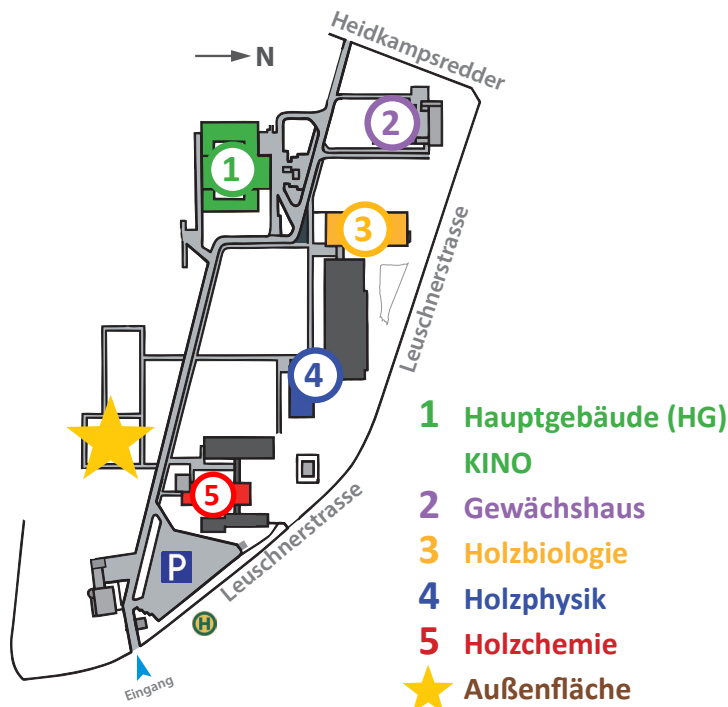 Heidkampsredder
N
2
1
3
Leuschnerstrasse
4
5
P
Leuschnerstrasse
H
Eingang
1 Hauptgebäude (HG)
KINO
2 Gewächshaus
3 Holzbiologie
4 Holzphysik
5 Holzchemie
Außenfläche